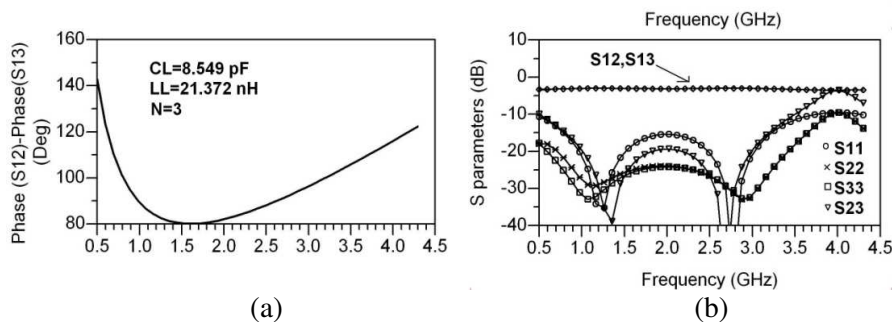 Phase (S12)-Phase(S13)
(Deg)
160
140
120
100
80
CL=8.549 pF
LL=21.372 nH
N=3
0.5 1.0 1.5 2.0 2.5 3.0 3.5 4.0 4.5
Frequency (GHz)
(a)
Frequency (GHz)
S parameters (dB)
10
0
-10
-20
-30
-40
S12,S13
S11
S22
S33
S23
0.5 1.0 1.5 2.0 2.5 3.0 3.5 4.0 4.5
Frequency (GHz)
(b)